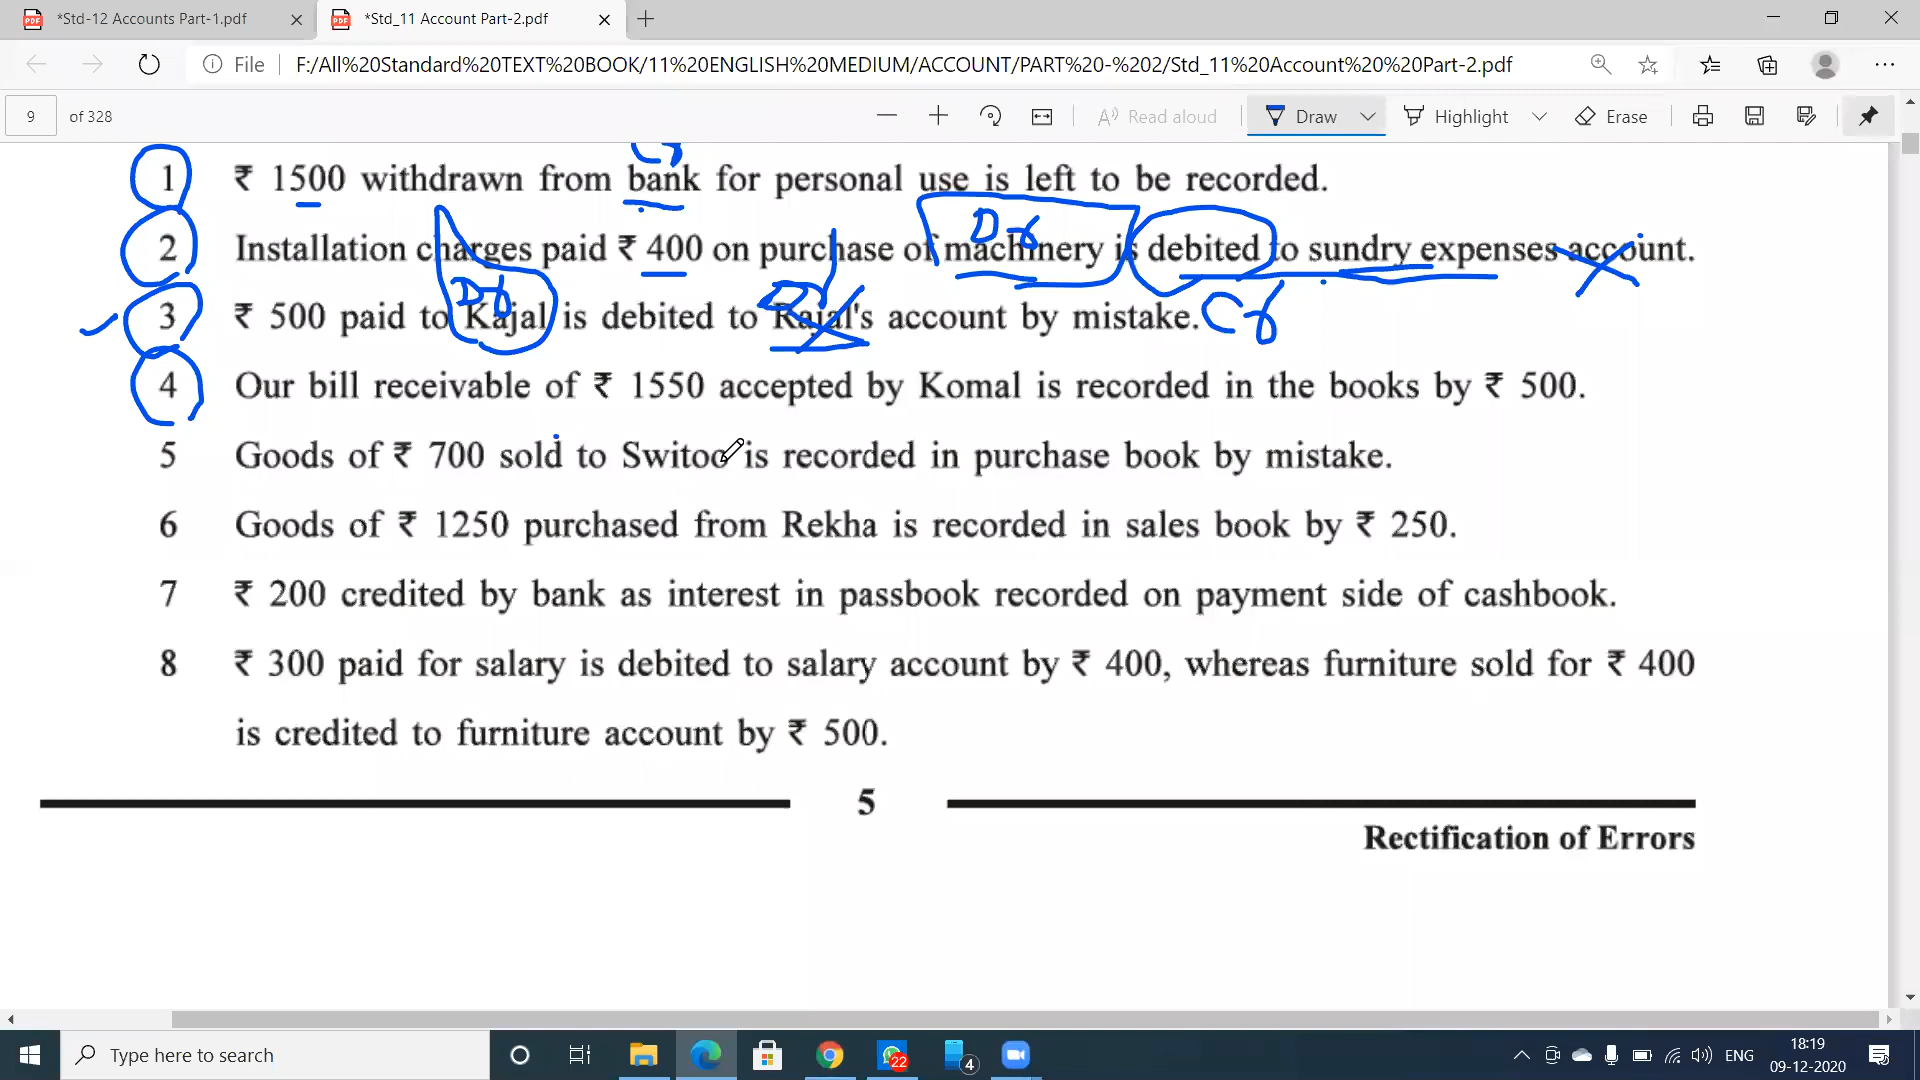 *Std-12 Accounts Part-1.pdf
*Std_11 Account Part-2.pdf
File
F:/All%20Standard%20TEXT%20BOOK/11%20ENGLISH%20MEDIUM/ACCOUNT/PART%20-%202/Std_11%20Account%20%20Part-2.pdf
9 of 328
Read aloud
Draw
Highlight
Erase
Cr
1 ₹ 1500 withdrawn from bank for personal use is left to be recorded.
Dr
2 Installation charges paid ₹ 400 on purchase of machinery is debited to sundry expenses account.
Dr
Cr
3 ₹ 500 paid to Kajal is debited to Rajal's account by mistake.
4 Our bill receivable of ₹ 1550 accepted by Komal is recorded in the books by ₹ 500.
5 Goods of ₹ 700 sold to is recorded in purchase book by mistake.
6 Goods of ₹ 1250 purchased from Rekha is recorded in sales book by ₹ 250.
7 ₹ 200 credited by bank as interest in passbook recorded on payment side of cashbook.
8 ₹ 300 paid for salary is debited to salary account by ₹ 400, whereas furniture sold for ₹ 400
is credited to furniture account by ₹ 500.
5
Rectification of Errors
Type here to search
22
4
ENG
18:19
09-12-2020